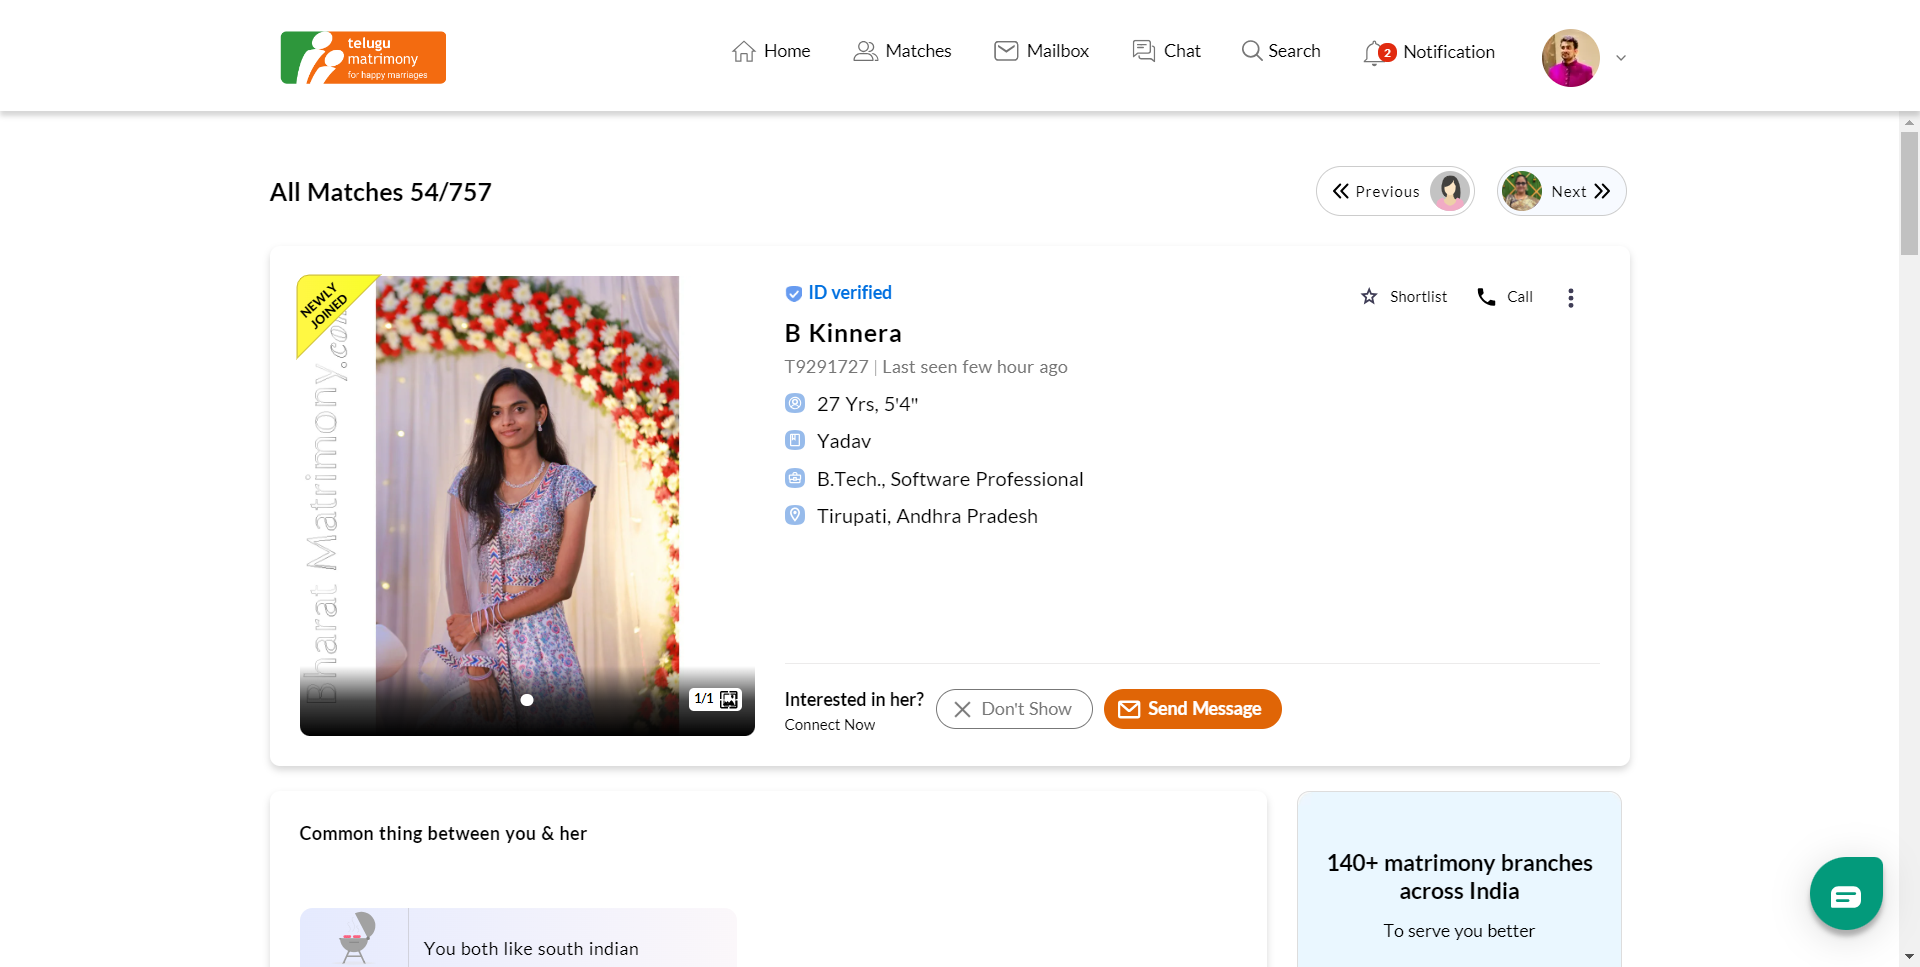 telugu
matrimony
for happy marriages
Home
Matches
Mailbox
Chat
Search
2
Notification
All Matches 54/757
Previous
Next
NEWLY
JOINED
Bharat Matrimony.com
1/1
ID verified
B Kinnera
T9291727 | Last seen few hour ago
27 Yrs, 5'4"
Yadav
B.Tech., Software Professional
Tirupati, Andhra Pradesh
Shortlist
Call
Interested in her?
Connect Now
Don't Show
Send Message
Common thing between you & her
You both like south indian
140+ matrimony branches
across India
To serve you better